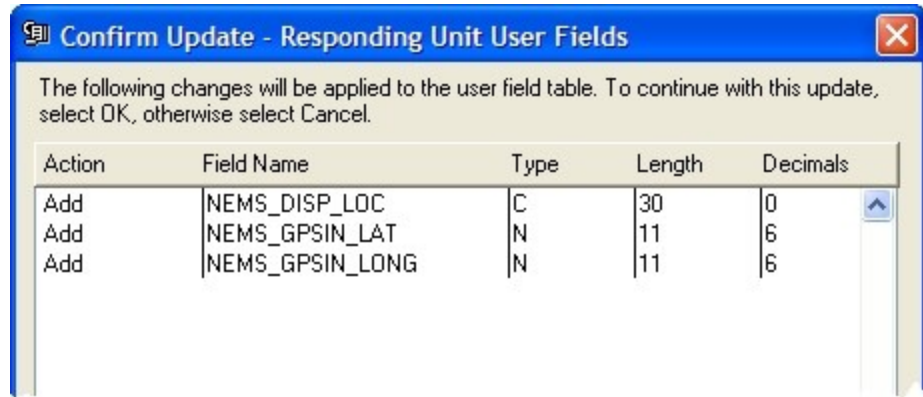 Confirm Update - Responding Unit User Fields
The following changes will be applied to the user field table. To continue with this update,
select OK, otherwise select Cancel.
Action Field Name Type Length Decimals
Add NEMS_DISP_LOC C 30 0
Add NEMS_GPSIN_LAT N 11 6
Add NEMS_GPSIN_LONG N 11 6